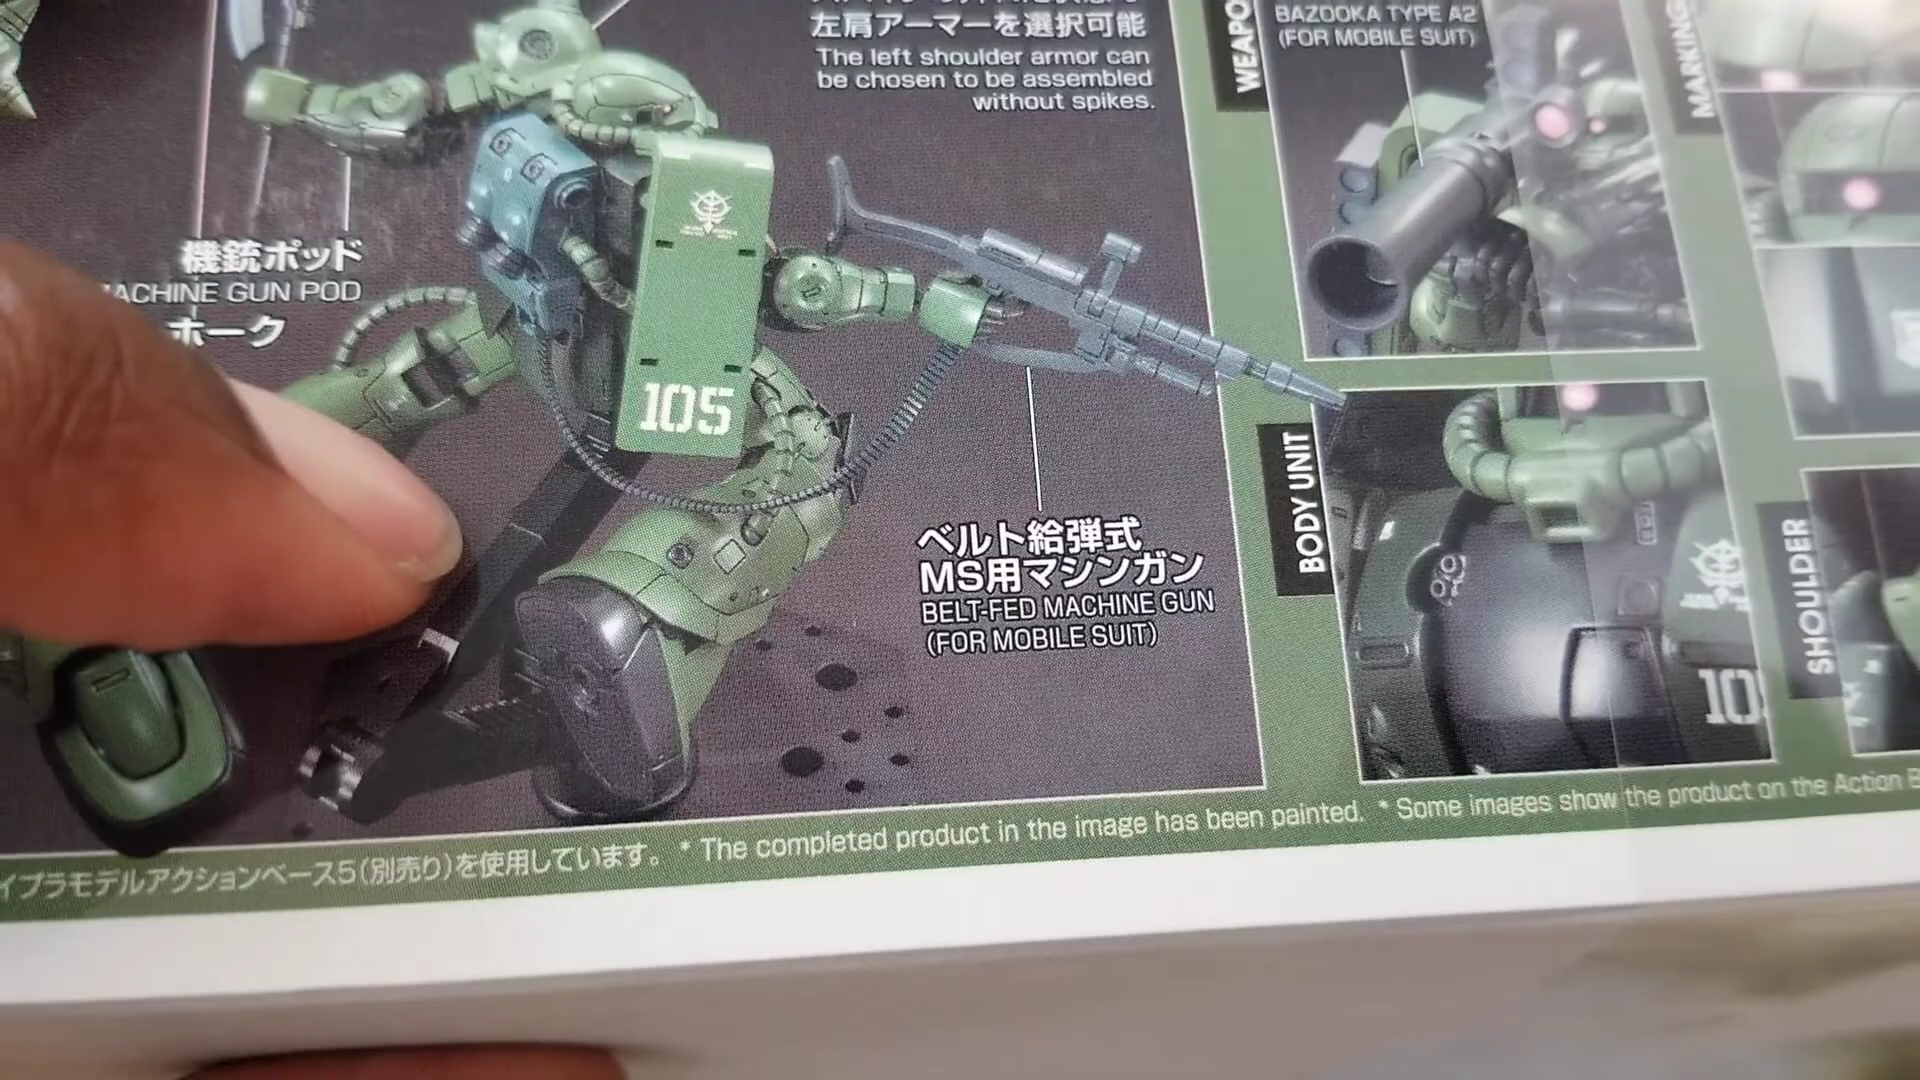 左肩アーマーを選択可能
The left shoulder armor can
be chosen to be assembled
without spikes.
機銃ポッド
MACHINE GUN POD
ホーク
105
ベルト給弾式
MS用マシンガン
BELT-FED MACHINE GUN
(FOR MOBILE SUIT)
BAZOOKA TYPE A2
(FOR MOBILE SUIT)
BODY UNIT
10
MARKING
SHOULDER
イプラモデルアクションベース5(別売り)を使用しています。 * The completed product in the image has been painted. * Some images show the product on the Action